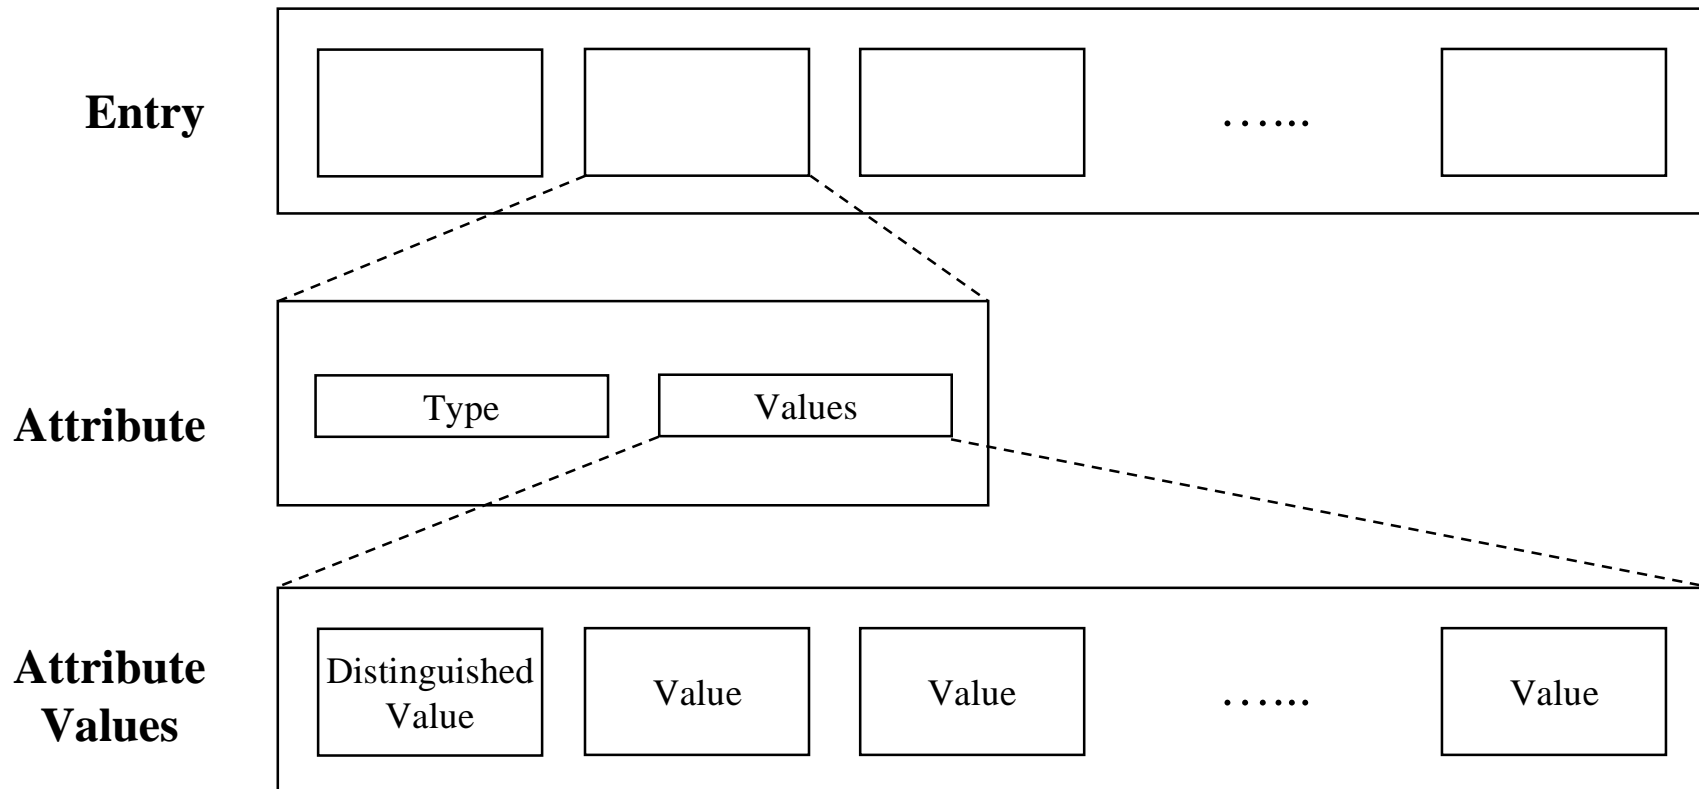 Entry
…...
Attribute
Type
Values
Attribute
Values
Distinguished
Value
Value
Value
…...
Value